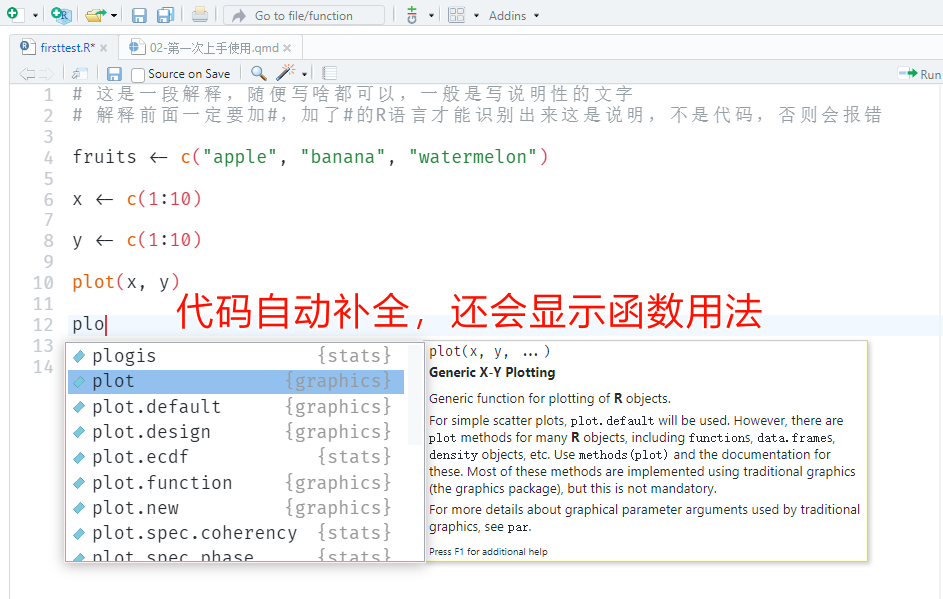 Go to file/function
Addins
firsttest.R*
02-第一次上手使用.qmd
Source on Save
Run
1 # 这是一段解释，随便写啥都可以，一般是写说明性的文字
2 # 解释前面一定要加#，加了#的R语言才能识别出来这是说明，不是代码，否则会报错
3
4 fruits <- c("apple", "banana", "watermelon")
5
6 x <- c(1:10)
7
8 y <- c(1:10)
9
10 plot(x, y)
11
代码自动补全，还会显示函数用法
12 plo
13
14
plogis {stats}
plot {graphics}
plot.default {graphics}
plot.design {graphics}
plot.ecdf {stats}
plot.function {graphics}
plot.new {graphics}
plot.spec.coherency {stats}
plot.spec.phase {stats}
plot(x, y, ...)
Generic X-Y Plotting
Generic function for plotting of R objects.
For simple scatter plots, plot.default will be used. However, there are
plot methods for many R objects, including functions, data.frames,
density objects, etc. Use methods(plot) and the documentation for
these. Most of these methods are implemented using traditional graphics
(the graphics package), but this is not mandatory.
For more details about graphical parameter arguments used by traditional
graphics, see par.
Press F1 for additional help